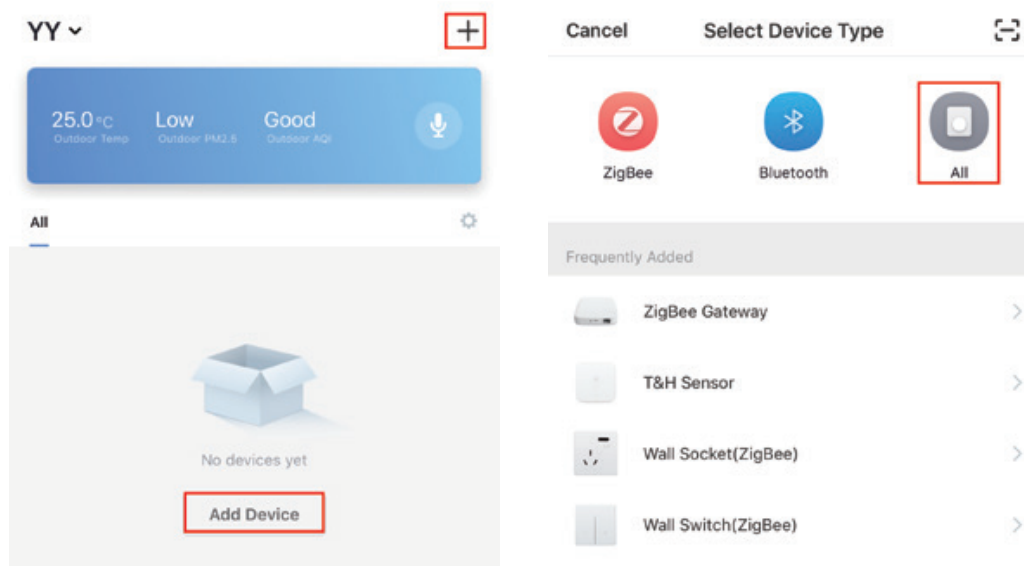 YY
25.0 °C Low Good
Outdoor Temp Outdoor PM2.5 Outdoor AQI
All
No devices yet
Add Device
Cancel Select Device Type
ZigBee Bluetooth All
Frequently Added
ZigBee Gateway
T&H Sensor
Wall Socket(ZigBee)
Wall Switch(ZigBee)